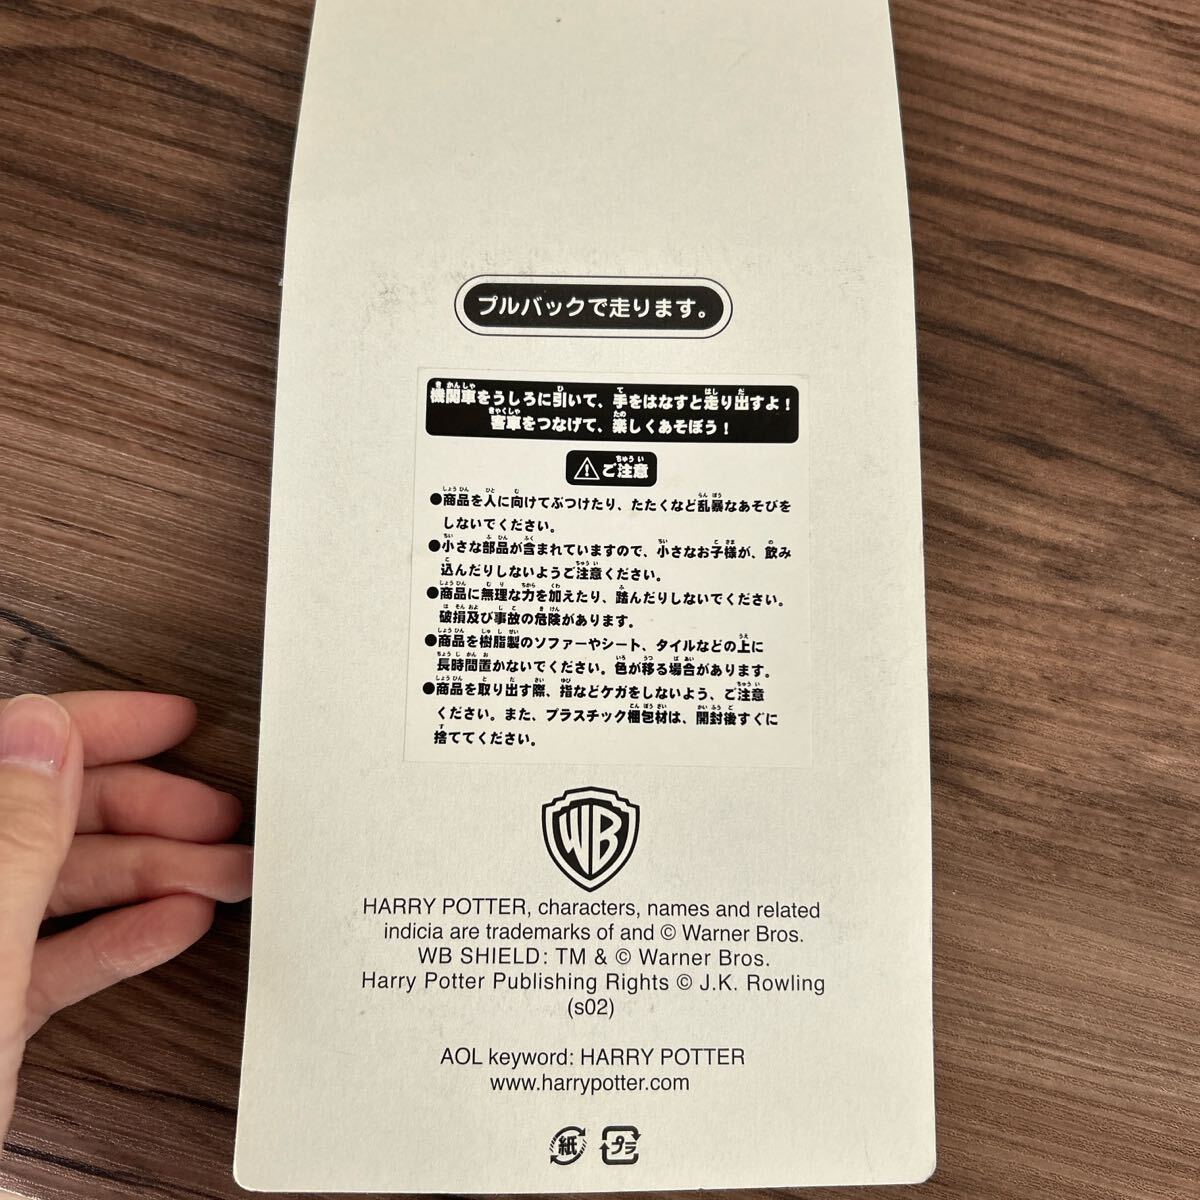 プルバックで走ります。
機関車をうしろに引いて、手をはなすと走り出すよ！
客車をつなげて、楽しくあそぼう！
⚠ご注意
●商品を人に向けてぶつけたり、たたくなど乱暴なあそびを
しないでください。
●小さな部品が含まれていますので、小さなお子様が、飲み
込んだりしないようご注意ください。
●商品に無理な力を加えたり、踏んだりしないでください。
破損及び事故の危険があります。
●商品を樹脂製のソファーやシート、タイルなどの上に
長時間置かないでください。色が移る場合があります。
●商品を取り出す際、指などケガをしないよう、ご注意
ください。また、プラスチック梱包材は、開封後すぐに
捨ててください。
WB
HARRY POTTER, characters, names and related
indicia are trademarks of and © Warner Bros.
WB SHIELD: TM & © Warner Bros.
Harry Potter Publishing Rights © J.K. Rowling
(s02)
AOL keyword: HARRY POTTER
www.harrypotter.com
紙 プラ